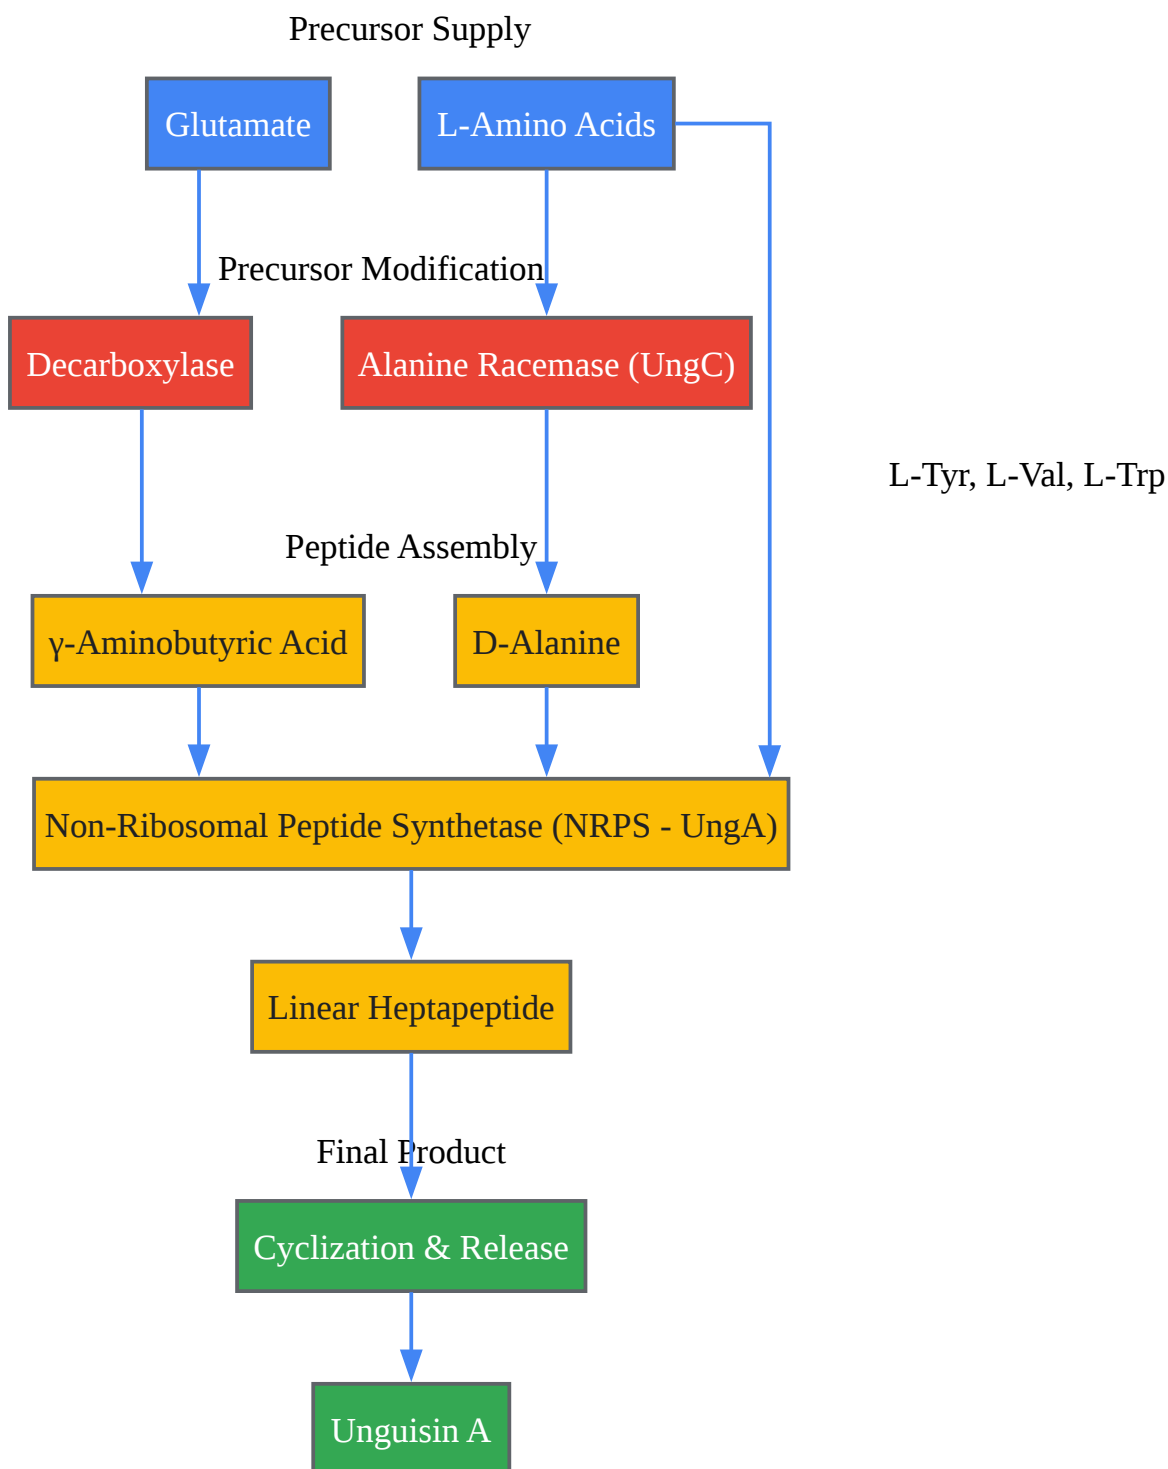 Precursor Supply
Glutamate
L-Amino Acids
Precursor Modification
Decarboxylase
Alanine Racemase (UngC)
L-Tyr, L-Val, L-Trp
Peptide Assembly
γ-Aminobutyric Acid
D-Alanine
Non-Ribosomal Peptide Synthetase (NRPS - UngA)
Linear Heptapeptide
Final Product
Cyclization & Release
Unguisin A